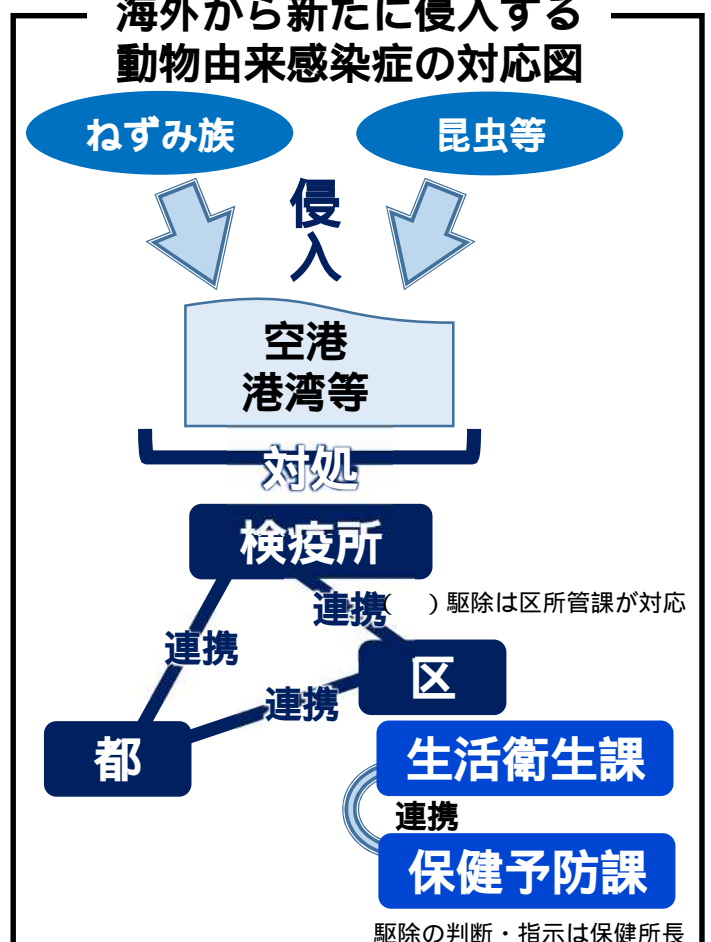 海外から新たに侵入する
動物由来感染症の対応図
ねずみ族
昆虫等
侵
入
空港
港湾等
対処
検疫所
連携
( )駆除は区所管課が対応
連携
区
連携
都
生活衛生課
連携
保健予防課
駆除の判断・指示は保健所長